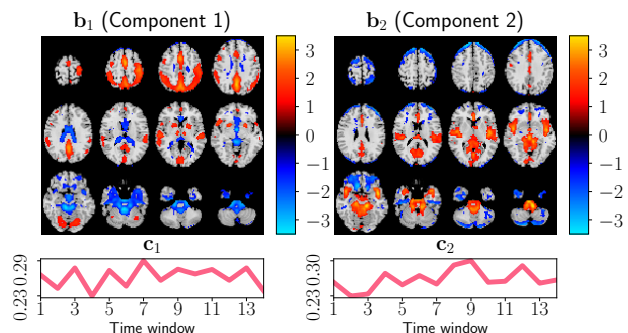 b₁ (Component 1)
3
2
1
0
−1
−2
−3
c₁
0.29
0.23
1 3 5 7 9 11 13
Time window
b₂ (Component 2)
3
2
1
0
−1
−2
−3
c₂
0.30
0.23
1 3 5 7 9 11 13
Time window